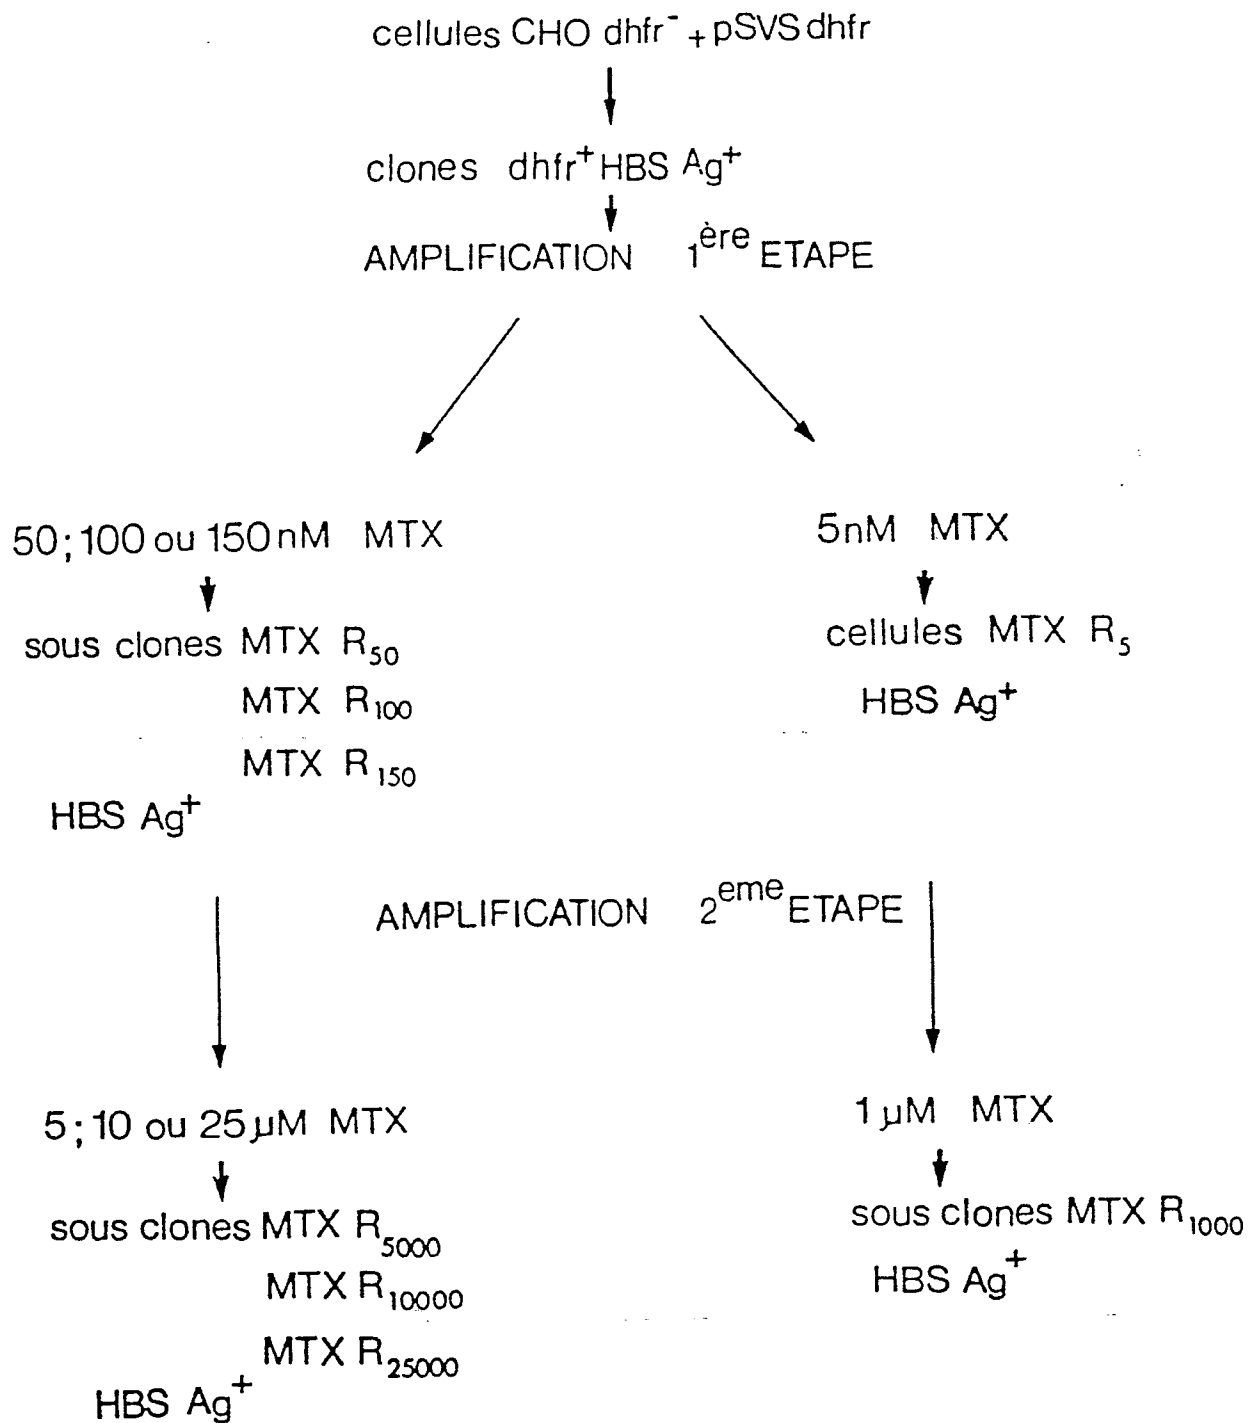 cellules CHO dhfr⁻ + pSVS dhfr
clones dhfr⁺ HBS Ag⁺
AMPLIFICATION 1ère ETAPE
50 ; 100 ou 150 nM MTX
sous clones MTX R₅₀
MTX R₁₀₀
MTX R₁₅₀
HBS Ag⁺
5nM MTX
cellules MTX R₅
HBS Ag⁺
AMPLIFICATION 2eme ETAPE
5 ; 10 ou 25 µM MTX
sous clones MTX R₅₀₀₀
MTX R₁₀₀₀₀
MTX R₂₅₀₀₀
HBS Ag⁺
1 µM MTX
sous clones MTX R₁₀₀₀
HBS Ag⁺